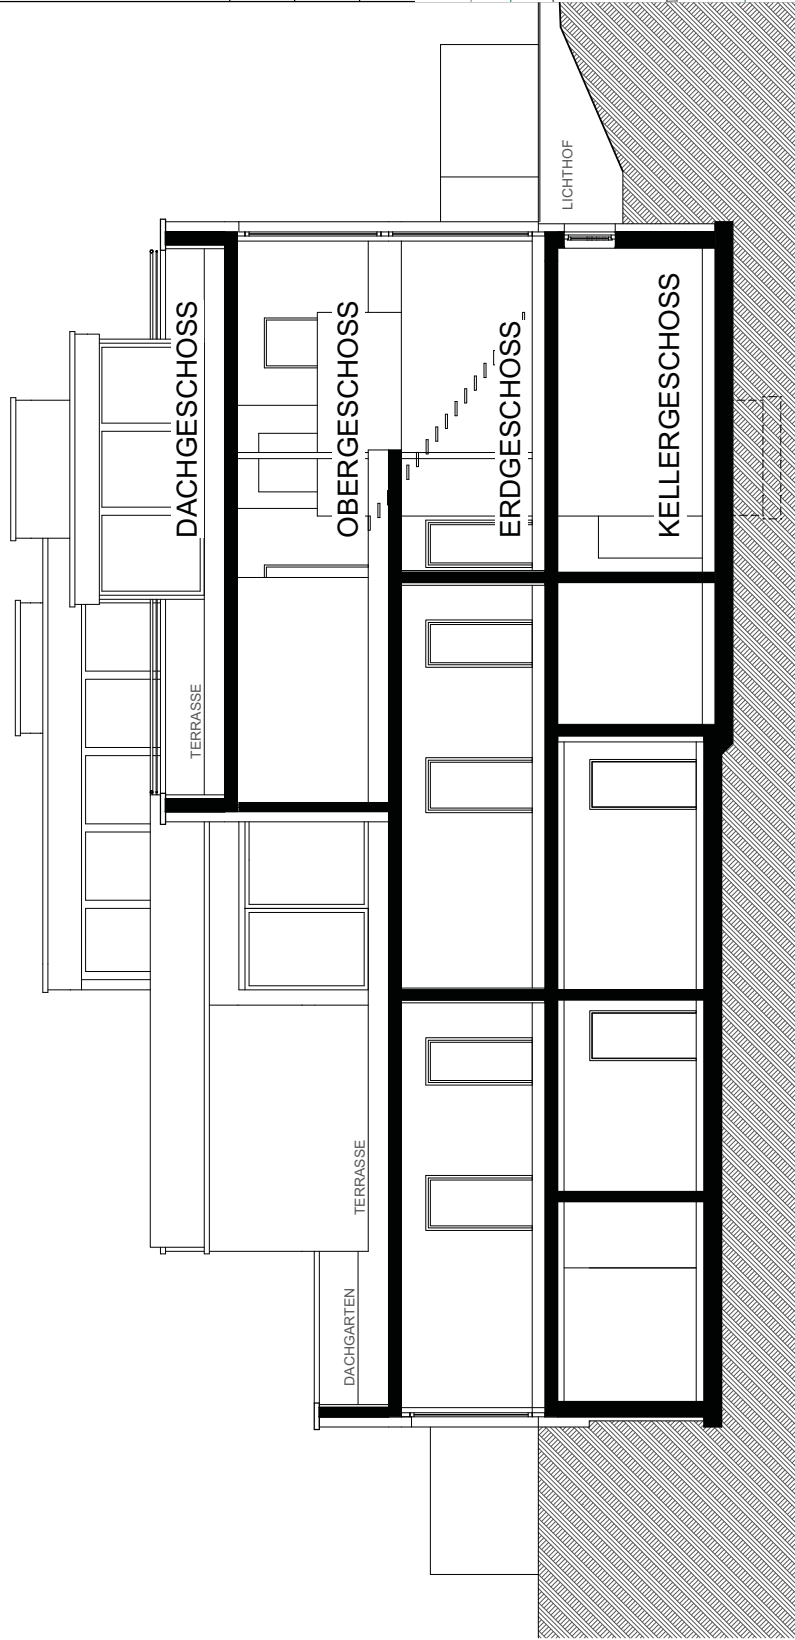 DACHGESCHOSS
TERRASSE
OBERGESCHOSS
TERRASSE
DACHGARTEN
ERDGESCHOSS
LICHTHOF
KELLERGESCHOSS